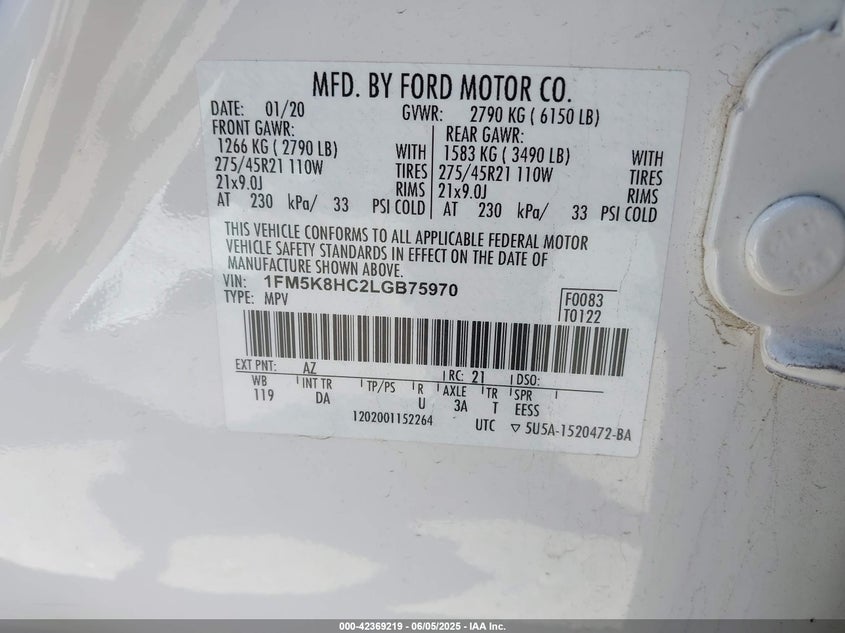 MFD. BY FORD MOTOR CO.
DATE: 01/20 GVWR: 2790 KG ( 6150 LB)
FRONT GAWR: REAR GAWR:
1266 KG ( 2790 LB) WITH 1583 KG ( 3490 LB) WITH
275/45R21 110W TIRES 275/45R21 110W TIRES
21x9.0J RIMS 21x9.0J RIMS
AT 230 kPa/ 33 PSI COLD AT 230 kPa/ 33 PSI COLD
THIS VEHICLE CONFORMS TO ALL APPLICABLE FEDERAL MOTOR
VEHICLE SAFETY STANDARDS IN EFFECT ON THE DATE OF
MANUFACTURE SHOWN ABOVE.
VIN: 1FM5K8HC2LGB75970
TYPE: MPV
F0083
T0122
EXT PNT: AZ RC: 21 DSO:
WB INT TR TP/PS R AXLE TR SPR
119 DA U 3A T EESS
1202001152264 UTC ▽ 5U5A-1520472-BA
000-42369219 - 06/05/2025 - IAA Inc.